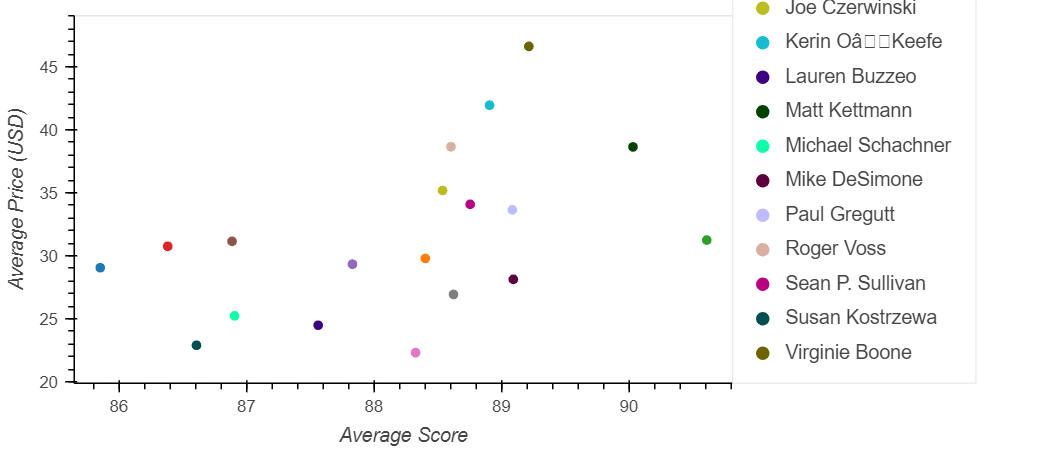 Joe Czerwinski
Kerin Oâ□□Keefe
Lauren Buzzeo
Matt Kettmann
Michael Schachner
Mike DeSimone
Paul Gregutt
Roger Voss
Sean P. Sullivan
Susan Kostrzewa
Virginie Boone
Average Price (USD)
45
40
35
30
25
20
86
87
88
89
90
Average Score